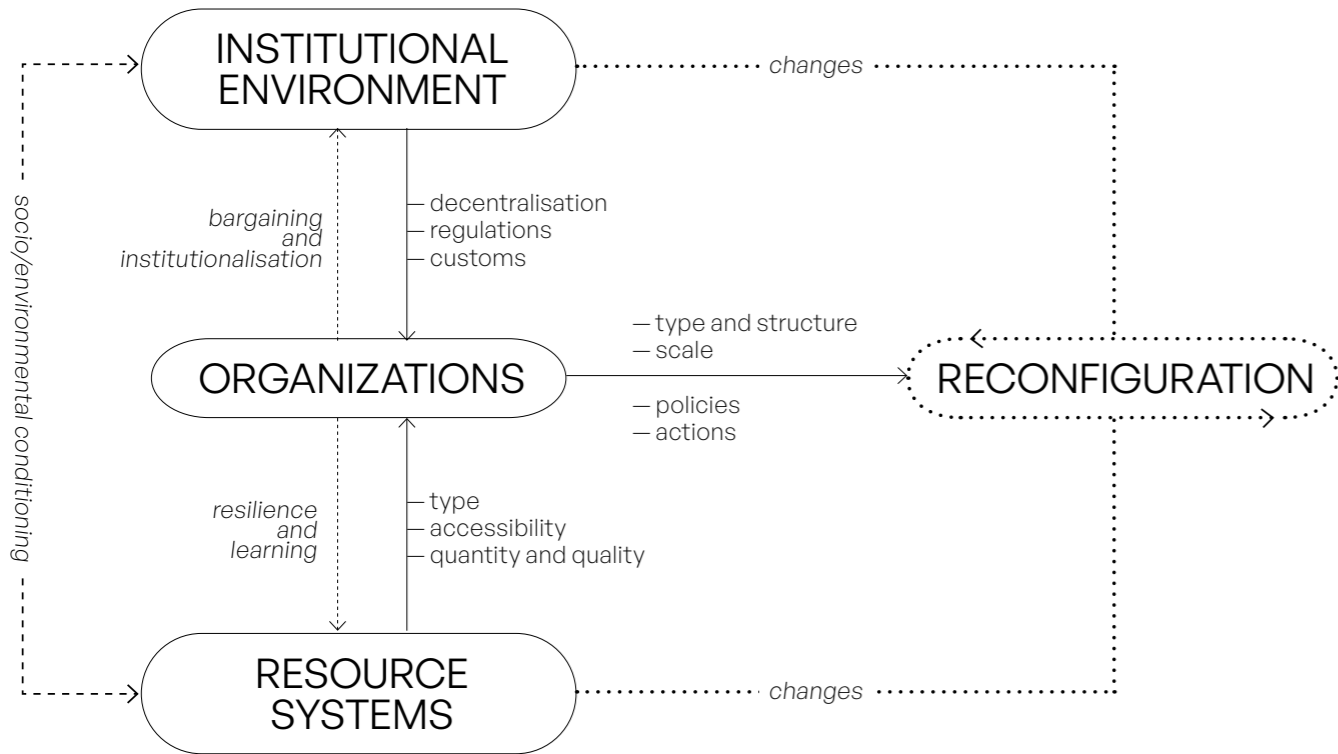 INSTITUTIONAL
ENVIRONMENT
changes
socio/environmental conditioning
bargaining
and
institutionalisation
— decentralisation
— regulations
— customs
ORGANIZATIONS
— type and structure
— scale
— policies
— actions
RECONFIGURATION
resilience
and
learning
— type
— accessibility
— quantity and quality
RESOURCE
SYSTEMS
changes